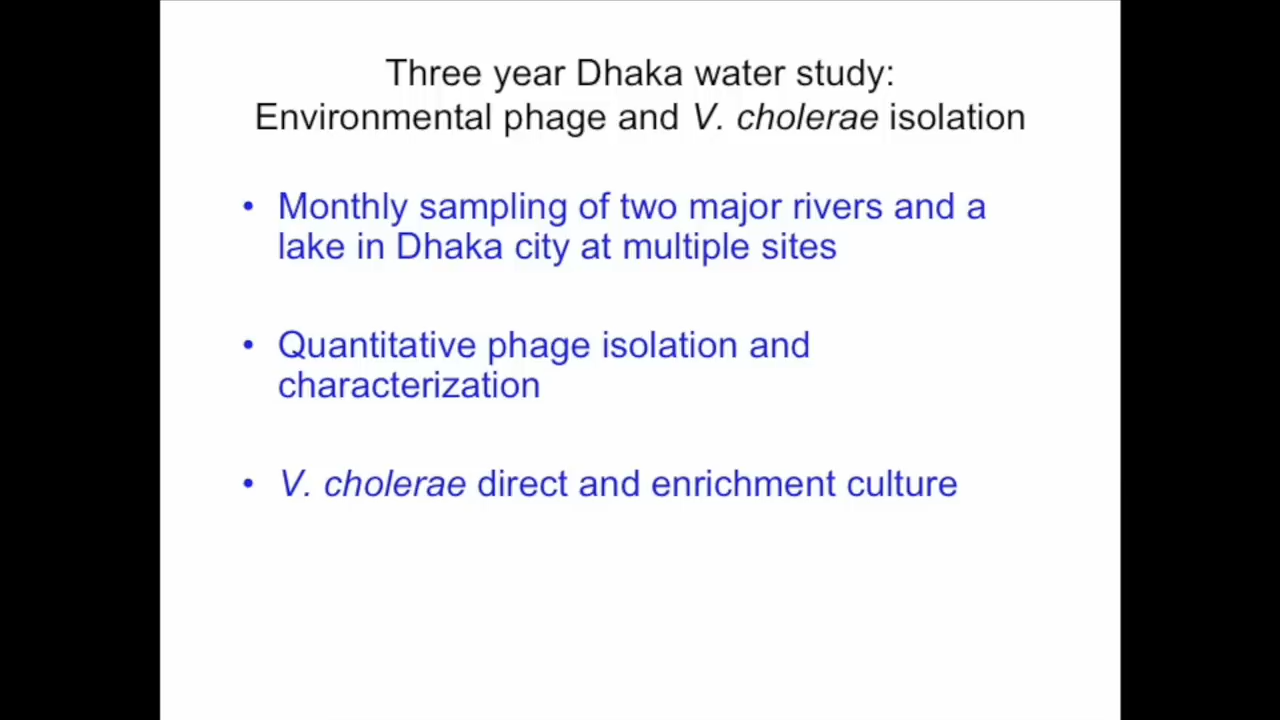 Three year Dhaka water study:
Environmental phage and V. cholerae isolation
• Monthly sampling of two major rivers and a
lake in Dhaka city at multiple sites
• Quantitative phage isolation and
characterization
• V. cholerae direct and enrichment culture